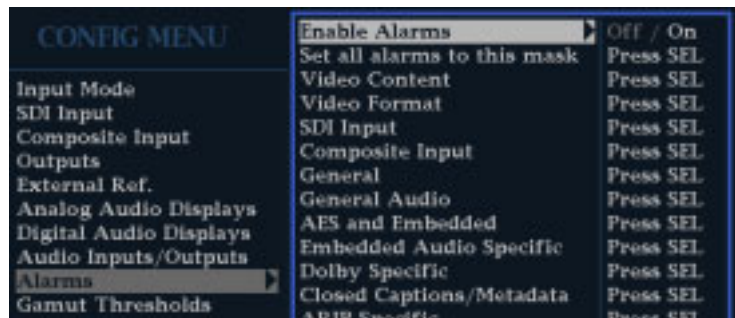 CONFIG MENU
Input Mode
SDI Input
Composite Input
Outputs
External Ref.
Analog Audio Displays
Digital Audio Displays
Audio Inputs/Outputs
Alarms
Gamut Thresholds
Enable Alarms Off / On
Set all alarms to this mask Press SEL
Video Content Press SEL
Video Format Press SEL
SDI Input Press SEL
Composite Input Press SEL
General Press SEL
General Audio Press SEL
AES and Embedded Press SEL
Embedded Audio Specific Press SEL
Dolby Specific Press SEL
Closed Captions/Metadata Press SEL
ARIB Specific Press SEL